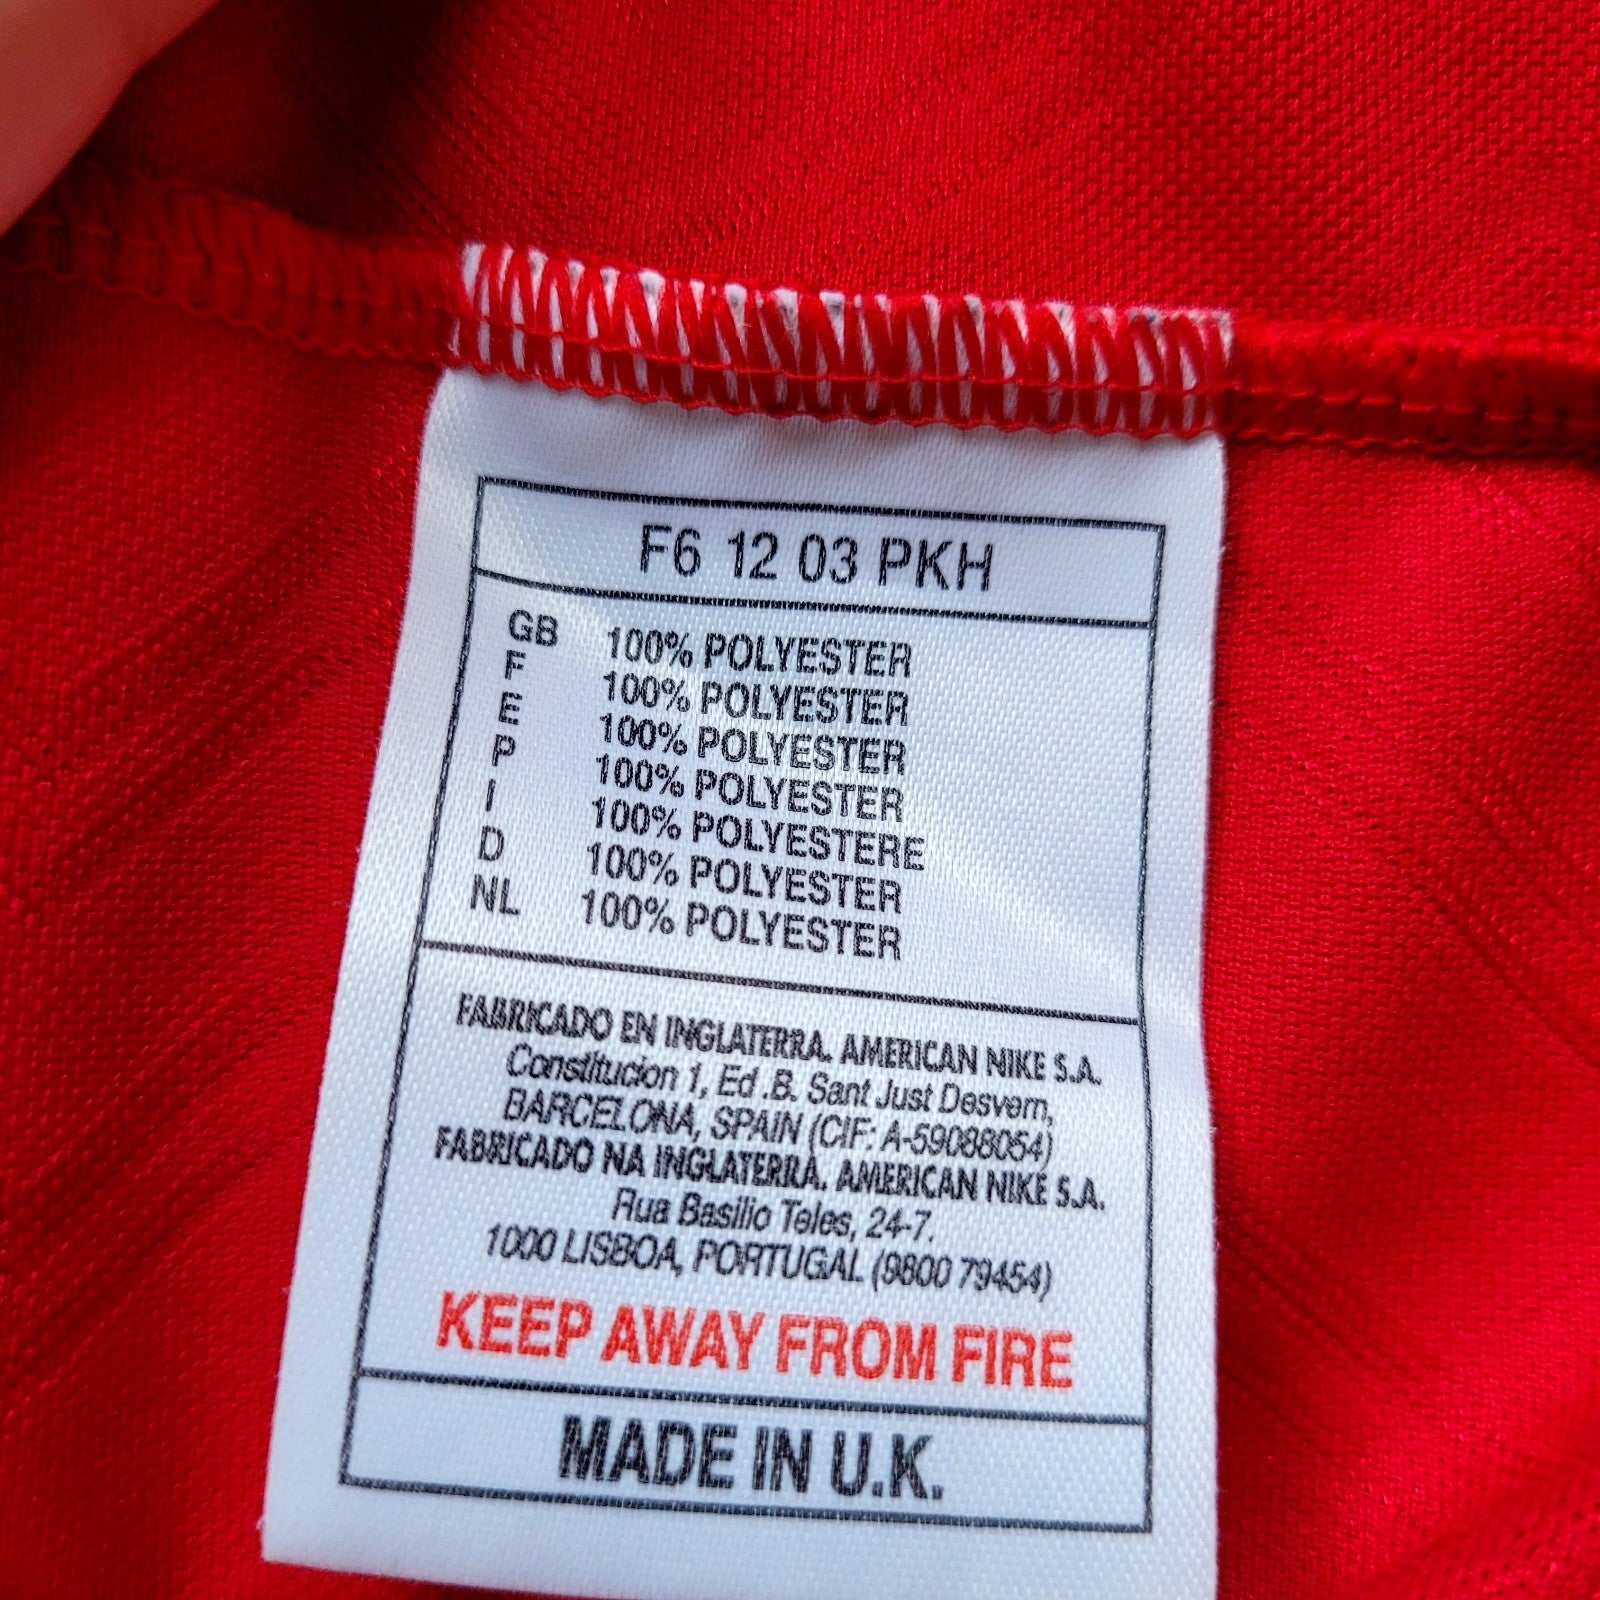 F6 12 03 PKH
GB 100% POLYESTER
F 100% POLYESTER
E 100% POLYESTER
P 100% POLYESTER
I 100% POLYESTERE
D 100% POLYESTER
NL 100% POLYESTER
FABRICADO EN INGLATERRA. AMERICAN NIKE S.A.
Constitucion 1, Ed .B. Sant Just Desvern,
BARCELONA, SPAIN (CIF: A-59088054)
FABRICADO NA INGLATERRA. AMERICAN NIKE S.A.
Rua Basilio Teles, 24-7.
1000 LISBOA, PORTUGAL (9800 79454)
KEEP AWAY FROM FIRE
MADE IN U.K.